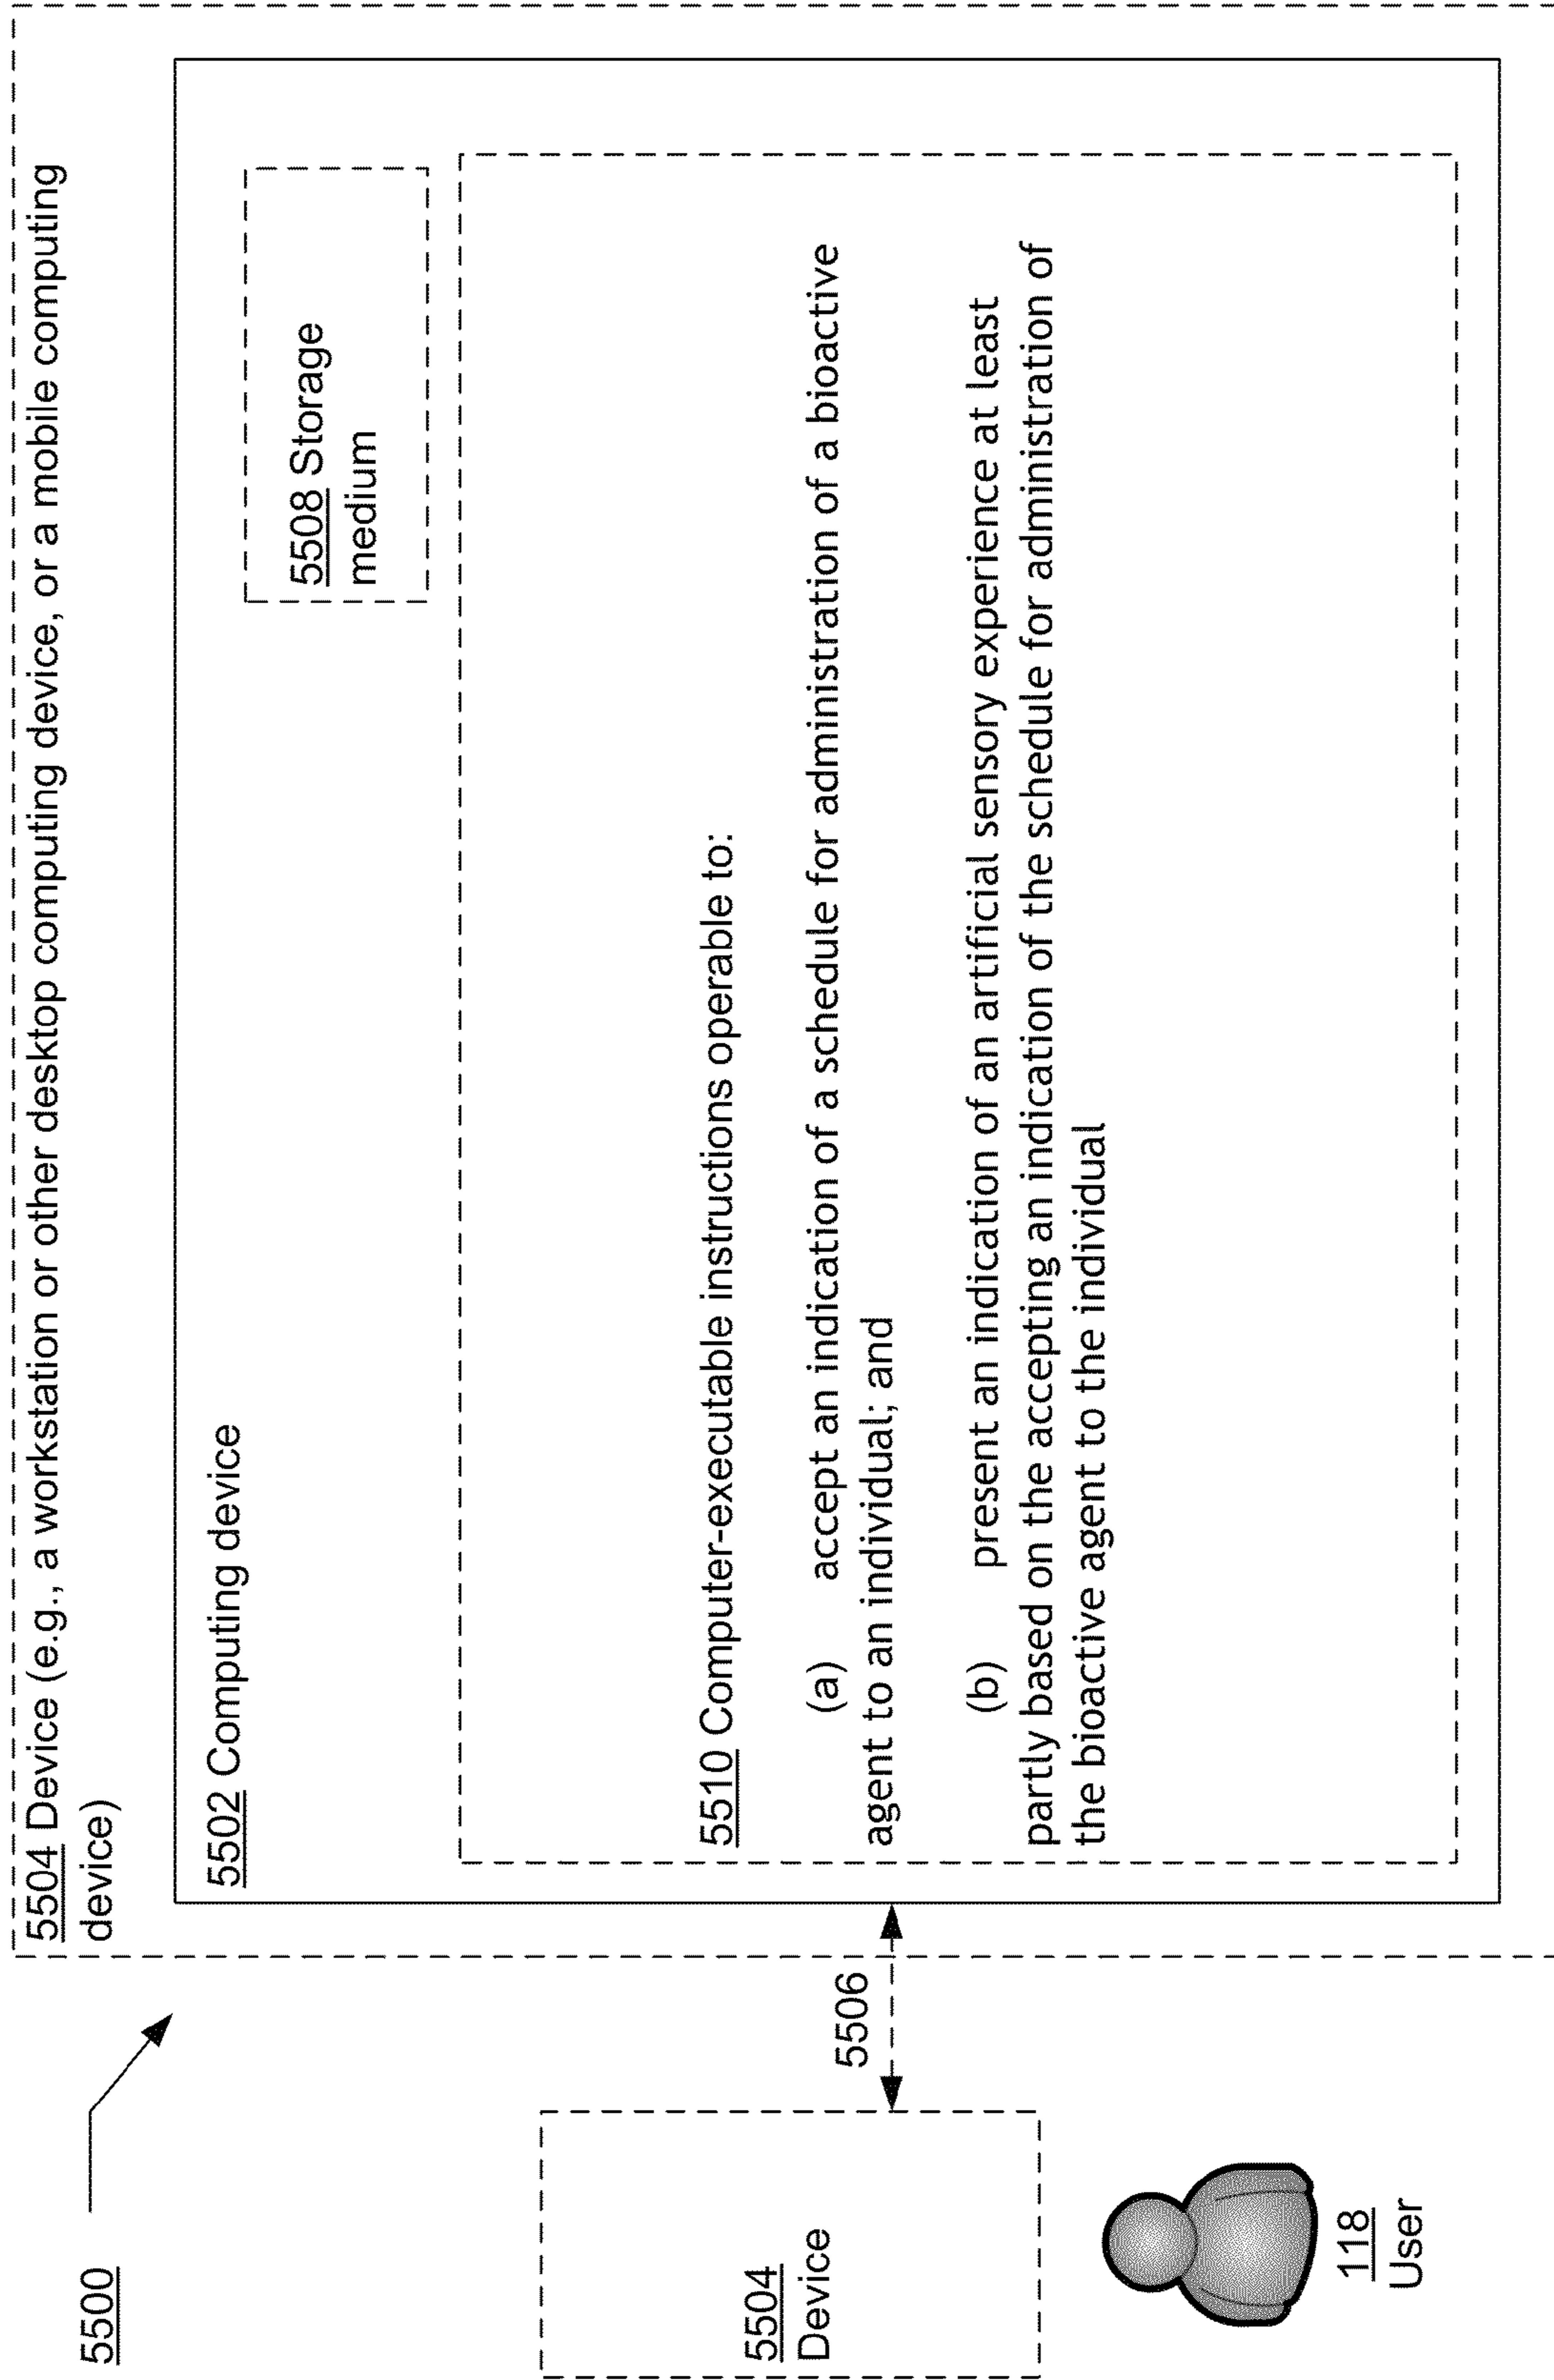 5500
5504 Device (e.g., a workstation or other desktop computing device, or a mobile computing
device)
5502 Computing device
5508 Storage
medium
5510 Computer-executable instructions operable to:
(a) accept an indication of a schedule for administration of a bioactive
agent to an individual; and
(b) present an indication of an artificial sensory experience at least
partly based on the accepting an indication of the schedule for administration of
the bioactive agent to the individual
5506
5504
Device
118
User